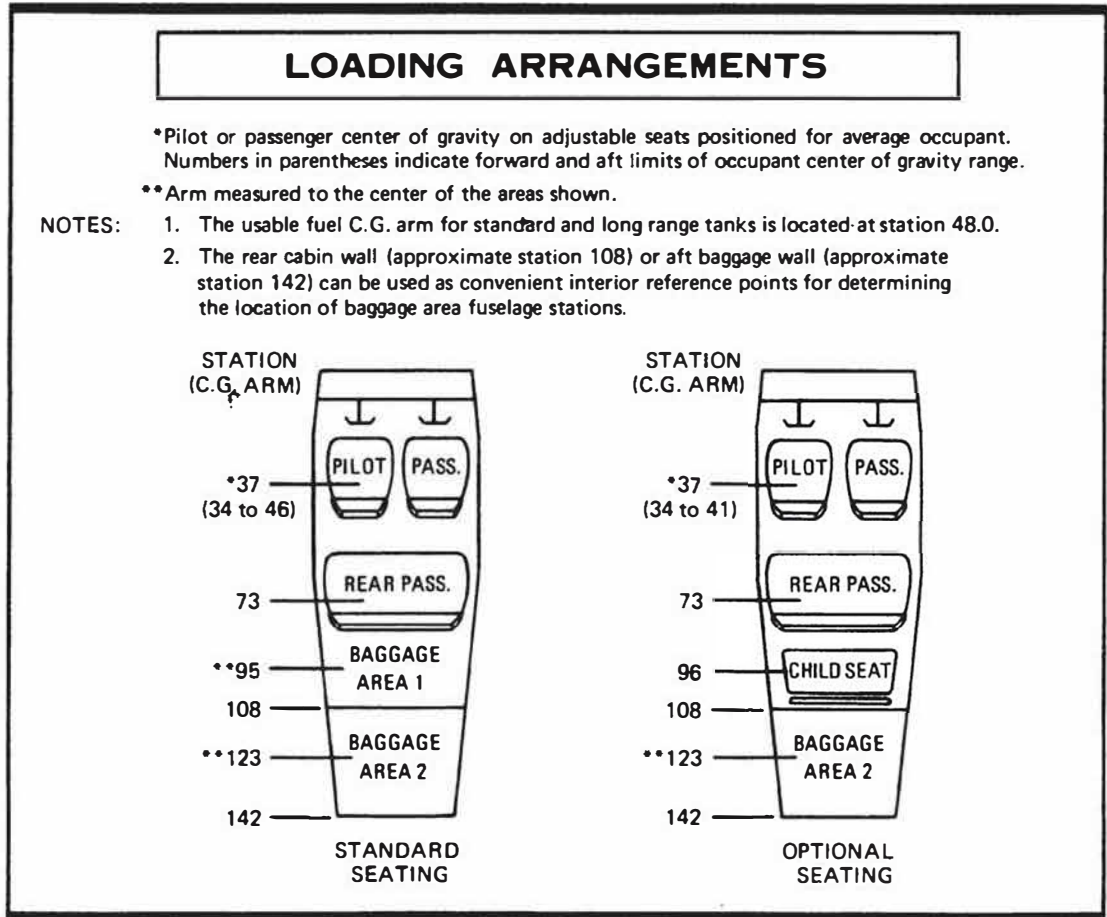 LOADING ARRANGEMENTS
*Pilot or passenger center of gravity on adjustable seats positioned for average occupant.
Numbers in parentheses indicate forward and aft limits of occupant center of gravity range.
**Arm measured to the center of the areas shown.
NOTES: 1. The usable fuel C.G. arm for standard and long range tanks is located at station 48.0.
2. The rear cabin wall (approximate station 108) or aft baggage wall (approximate
station 142) can be used as convenient interior reference points for determining
the location of baggage area fuselage stations.
STATION
(C.G. ARM)
PILOT PASS.
*37
(34 to 46)
REAR PASS.
73
**95
BAGGAGE
AREA 1
108
**123
BAGGAGE
AREA 2
142
STANDARD
SEATING
STATION
(C.G. ARM)
PILOT PASS.
*37
(34 to 41)
REAR PASS.
73
96 CHILD SEAT
108
**123
BAGGAGE
AREA 2
142
OPTIONAL
SEATING